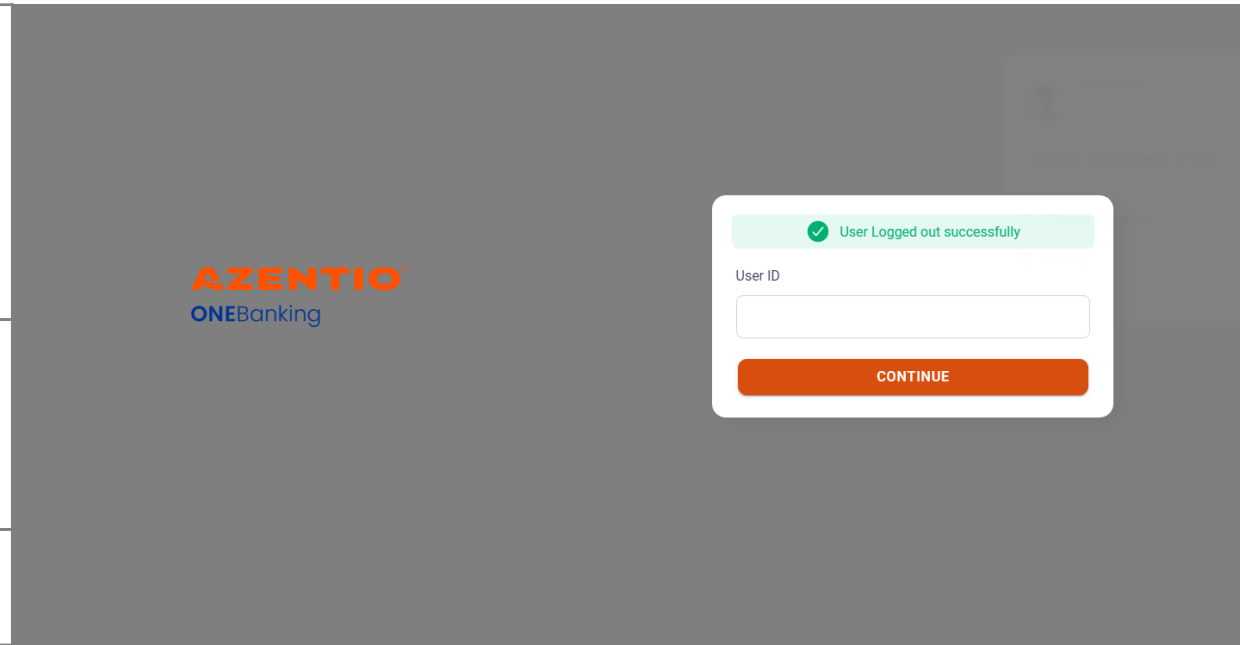 AZENTIO
ONEBanking
User Logged out successfully
User ID
CONTINUE